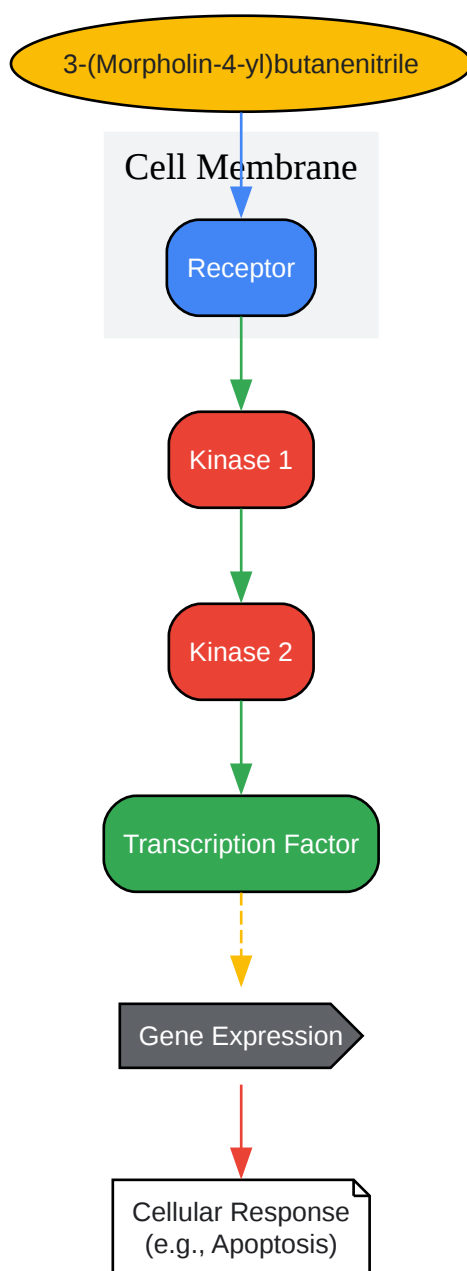 3-(Morpholin-4-yl)butanenitrile
Cell Membrane
Receptor
Kinase 1
Kinase 2
Transcription Factor
Gene Expression
Cellular Response
(e.g., Apoptosis)